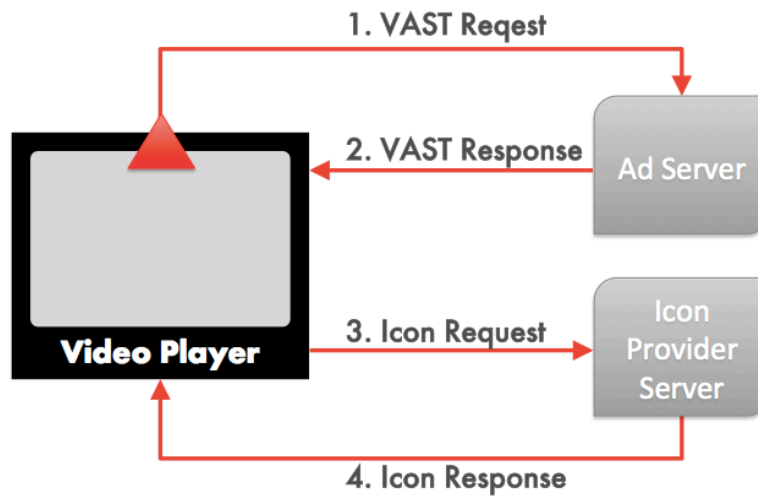 1. VAST Reqest
2. VAST Response
Ad Server
Video Player
3. Icon Request
Icon
Provider
Server
4. Icon Response